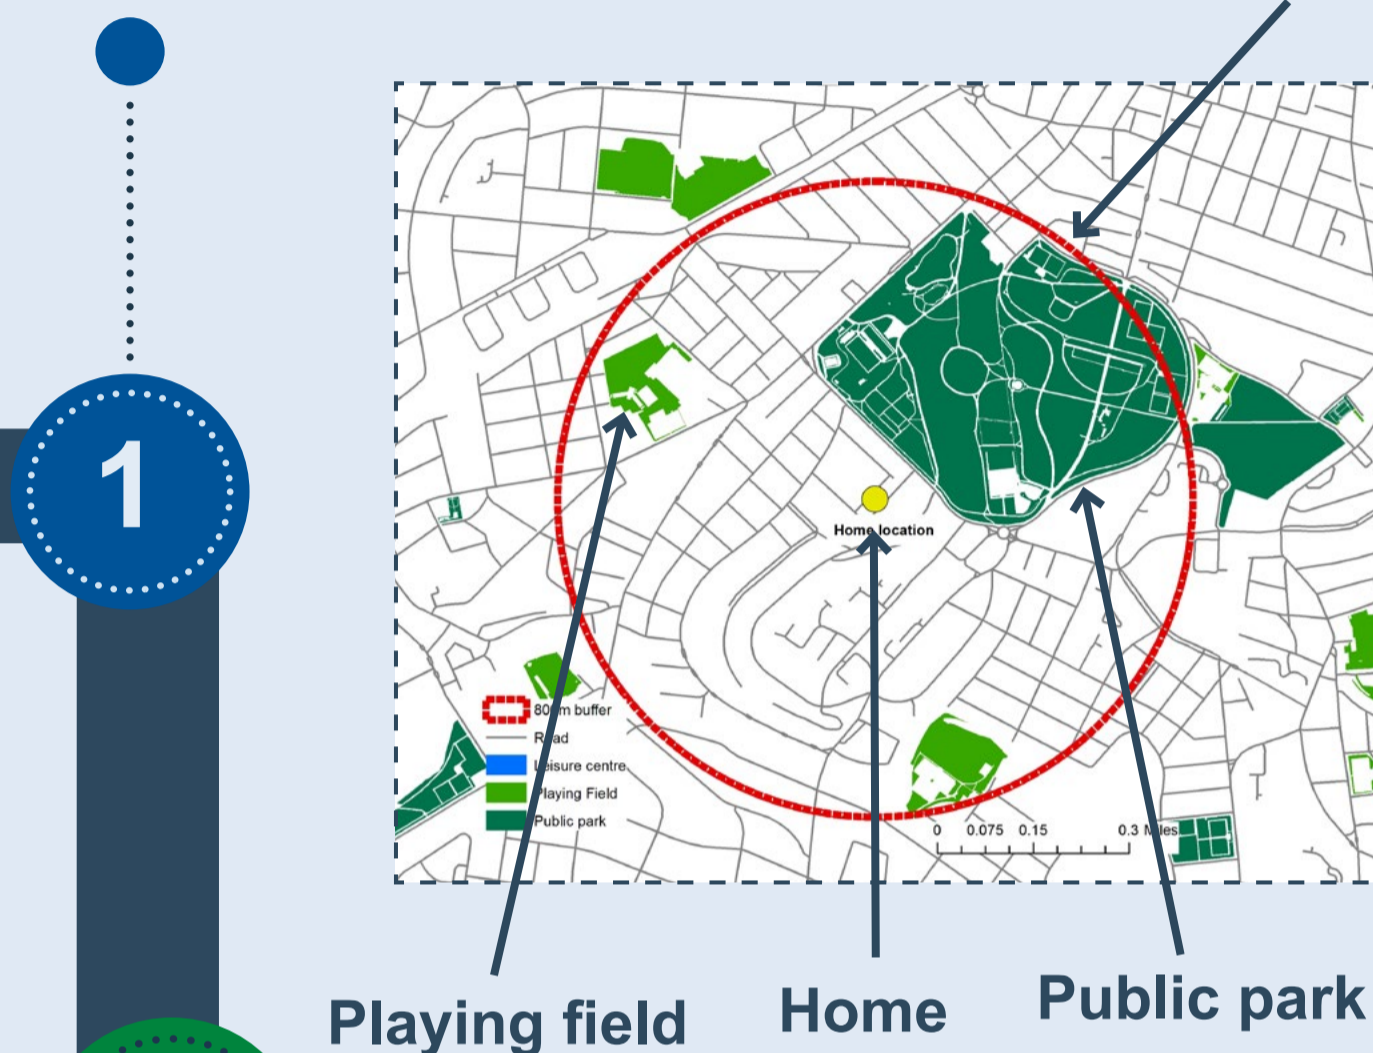 1
Home location
800m buffer
Road
Leisure centre
Playing Field
Public park
0 0.075 0.15 0.3 Miles
Playing field
Home
Public park